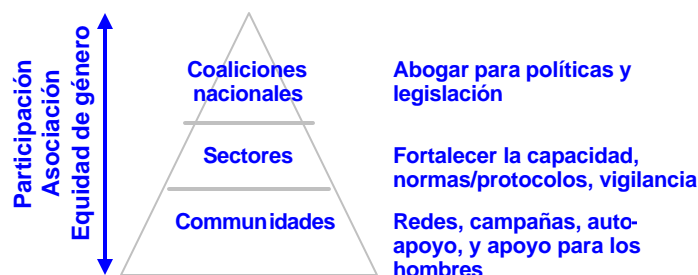 Participación
Asociación
Equidad de género
Coaliciones
nacionales
Abogar para políticas y
legislación
Sectores
Fortalecer la capacidad,
normas/protocolos, vigilancia
Communidades
Redes, campañas, auto-
apoyo, y apoyo para los
hombres